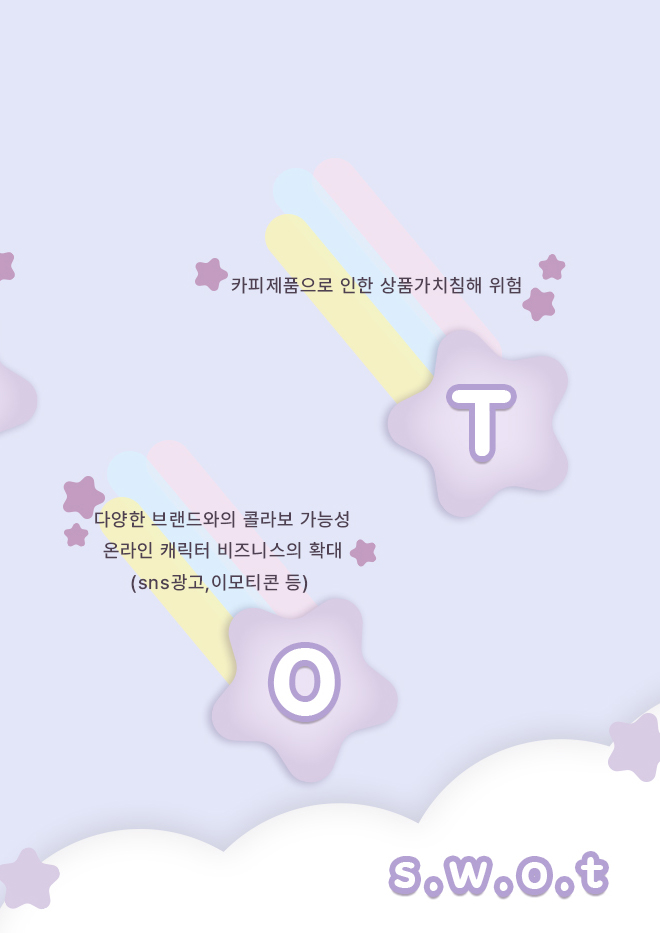 카피제품으로 인한 상품가치침해 위험
T
다양한 브랜드와의 콜라보 가능성
온라인 캐릭터 비즈니스의 확대
(sns광고,이모티콘 등)
O
s.w.o.t